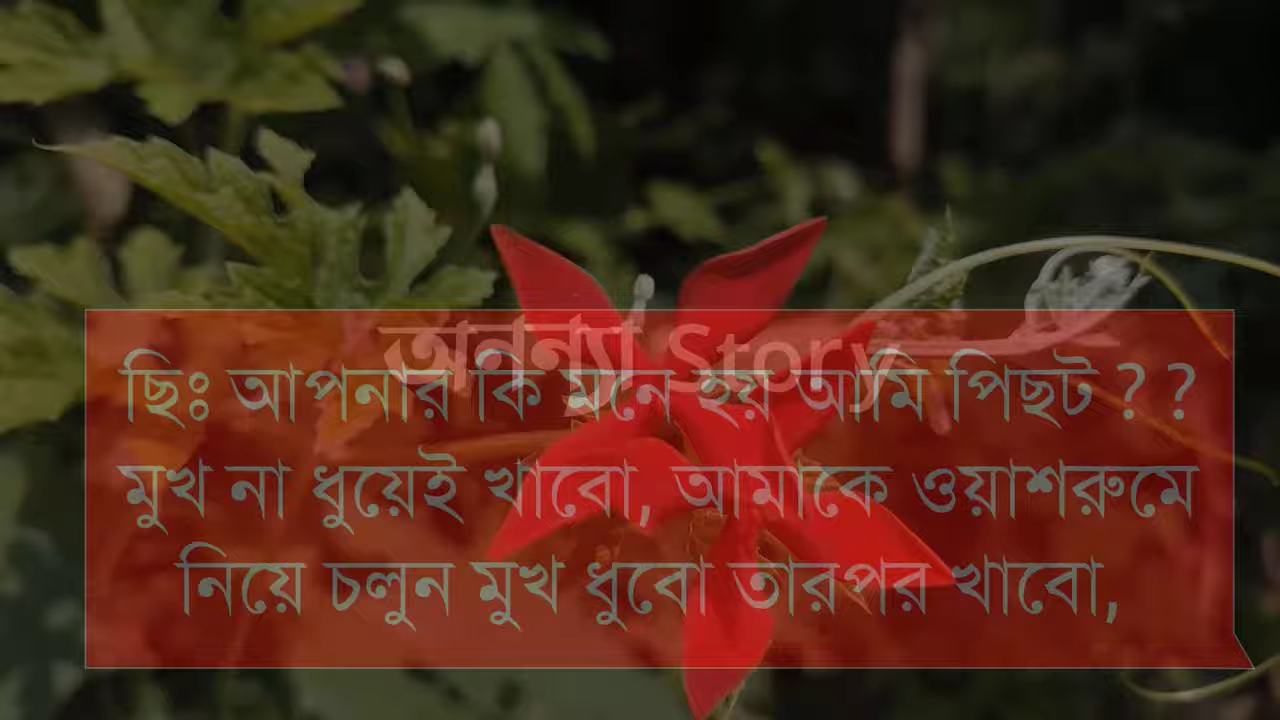 অনন্যা Story
ছিঃ আপনার কি মনে হয় আমি পিছট ? ?
মুখ না ধুয়েই খাবো, আমাকে ওয়াশরুমে
নিয়ে চলুন মুখ ধুবো তারপর খাবো,